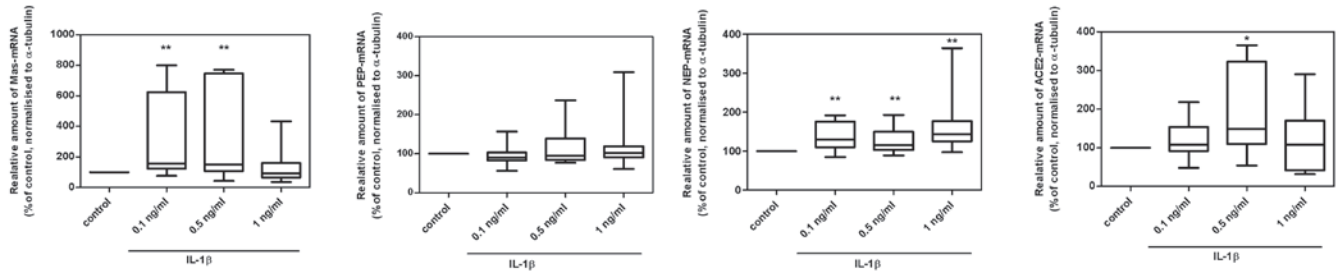 Realative amount of Mas-mRNA
(% of control, normalisised to α-tubulin)
1000
800
600
400
200
100
0
**
**
control
0.1 ng/ml
0.5 ng/ml
1 ng/ml
IL-1β
Realative amount of PEP-mRNA
(% of control, normalised to α-tubulin)
400
300
200
100
0
control
0.1 ng/ml
0.5 ng/ml
1 ng/ml
IL-1β
Realative amount of NEP-mRNA
(% of control, normalised to α-tubulin)
400
300
200
100
0
**
**
**
control
0.1 ng/ml
0.5 ng/ml
1 ng/ml
IL-1β
Realative amount of ACE2-mRNA
(% of control, normalised to α-tubulin)
400
300
200
100
0
*
control
0.1 ng/ml
0.5 ng/ml
1 ng/ml
IL-1β